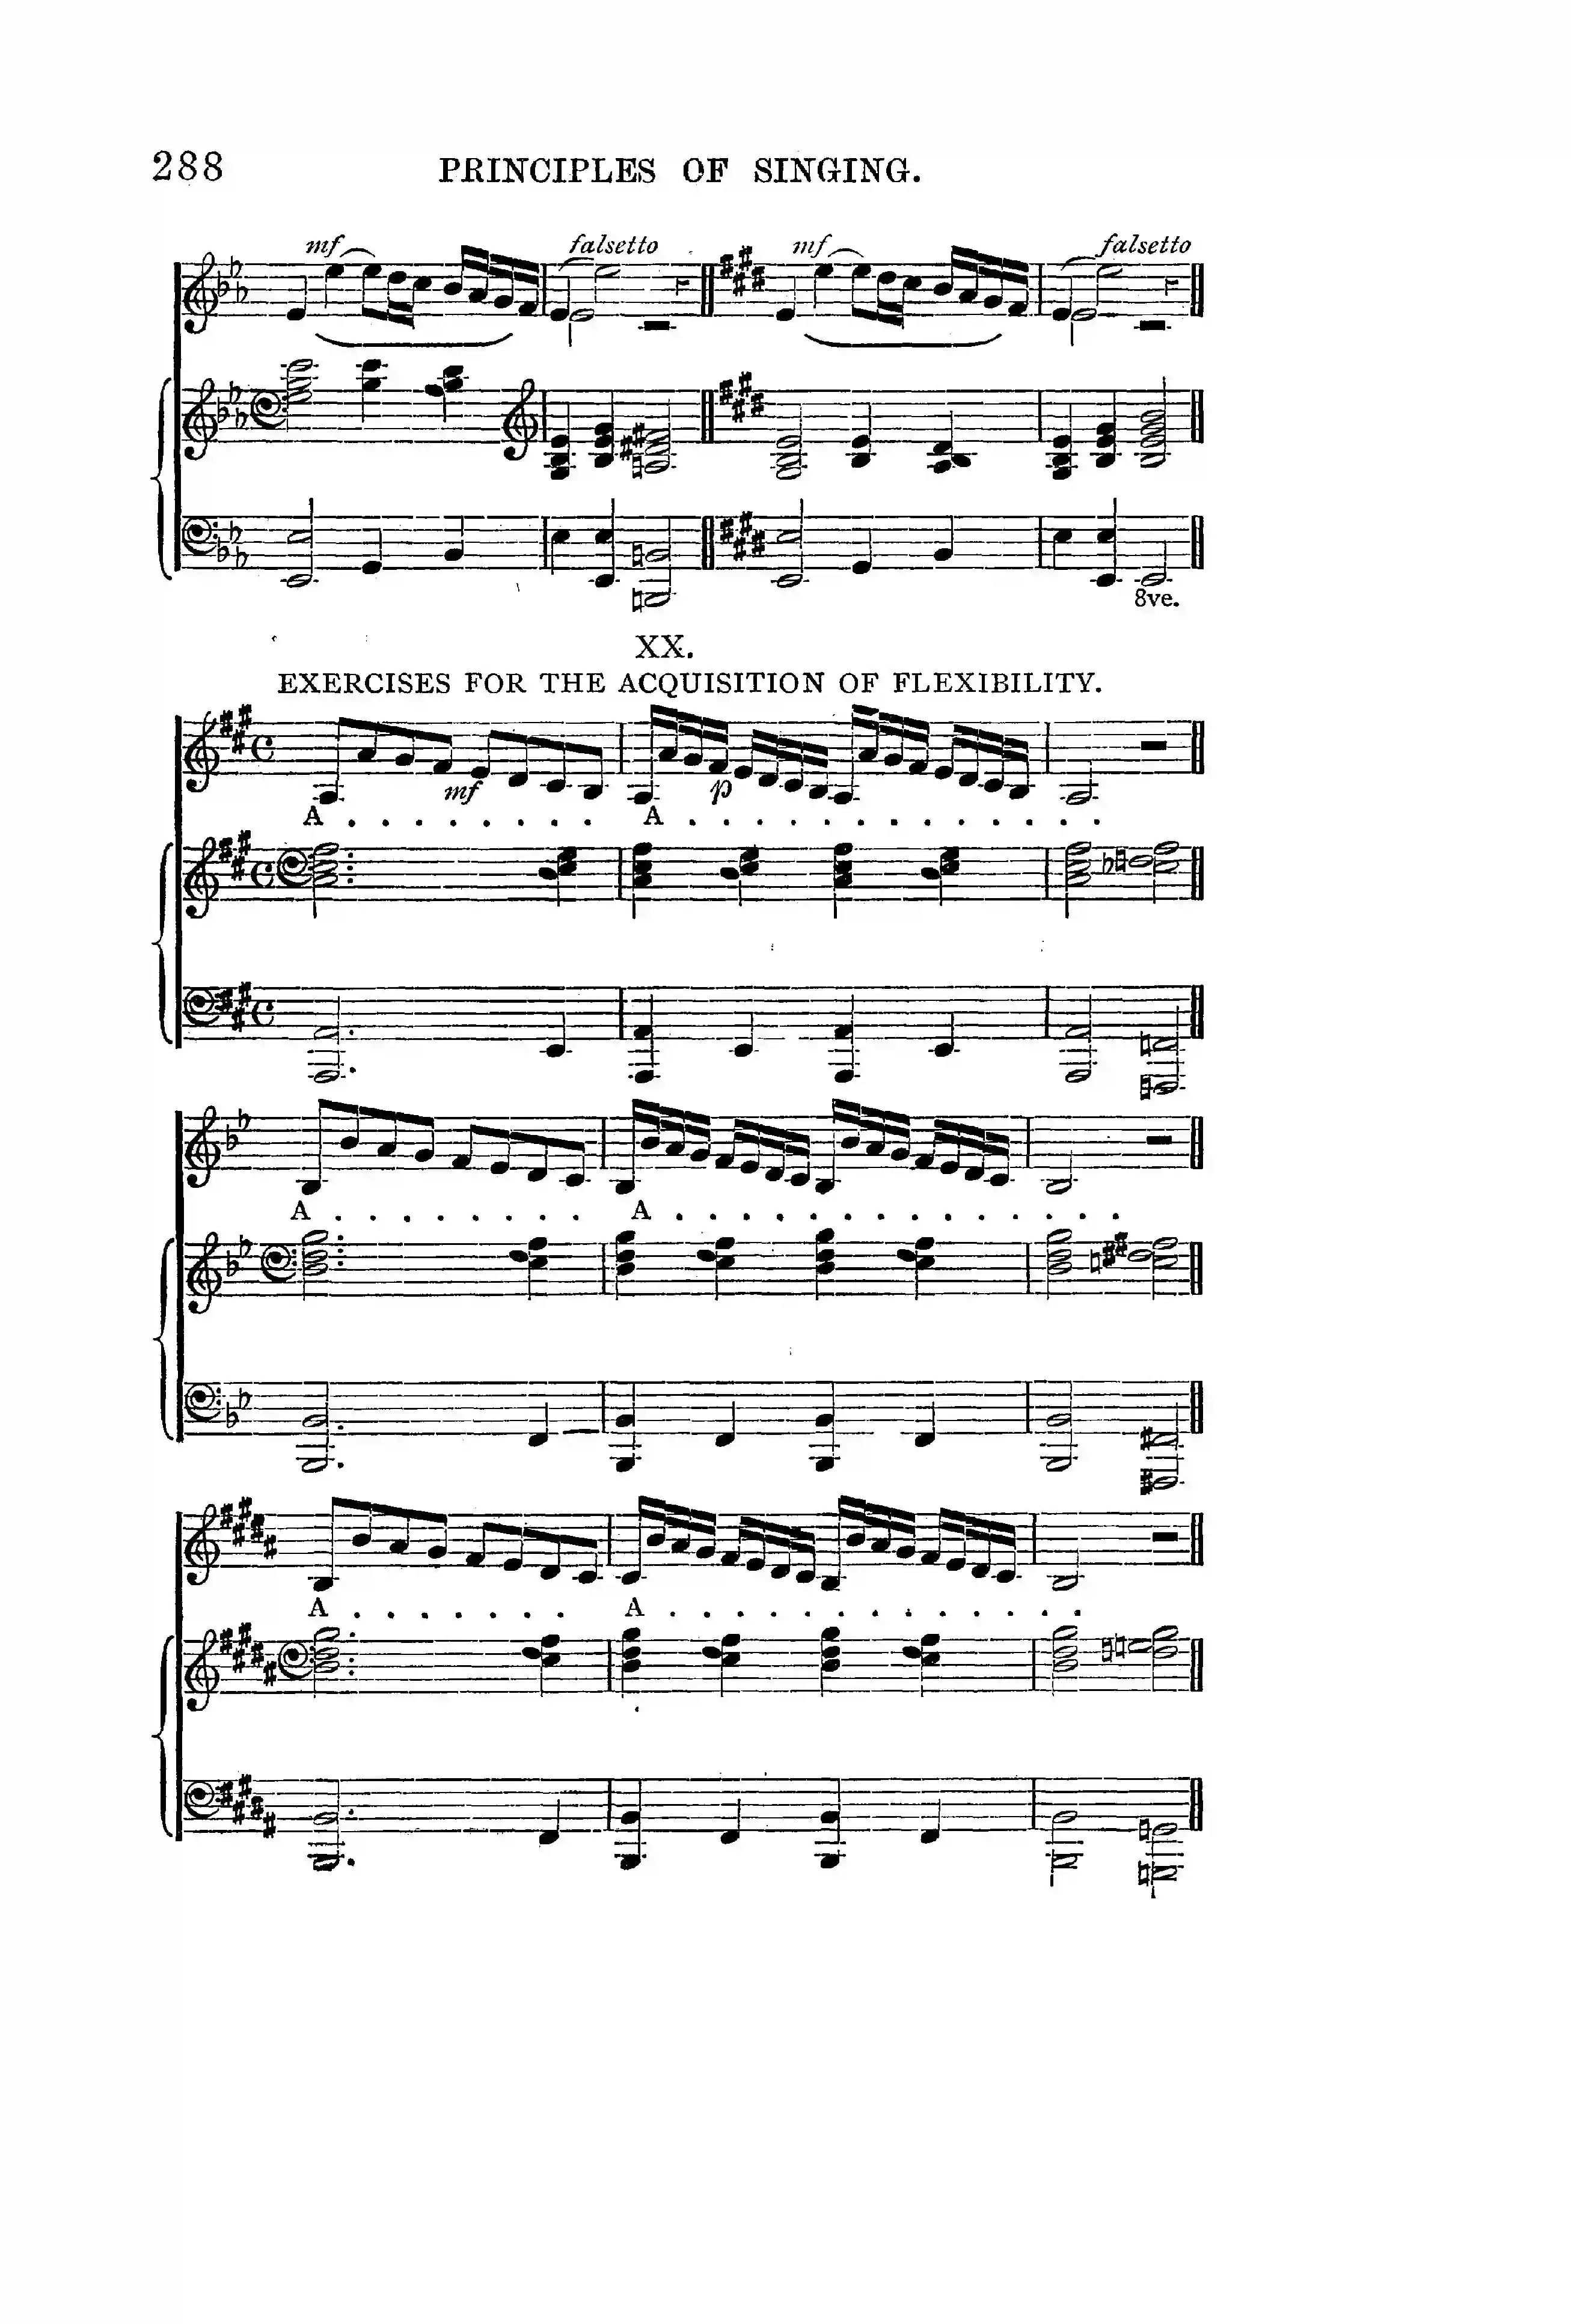 288 PRINCIPLES OF SINGING.
mf falsetto mf falsetto
8ve.
XX.
EXERCISES FOR THE ACQUISITION OF FLEXIBILITY.
mf p
A . . . . . . . . A . . . . . . . . . . . . .
A . . . . . . . . A . . . . . . . . . . . . . .
A . . . . . . . A . . . . . . . . . . . . .